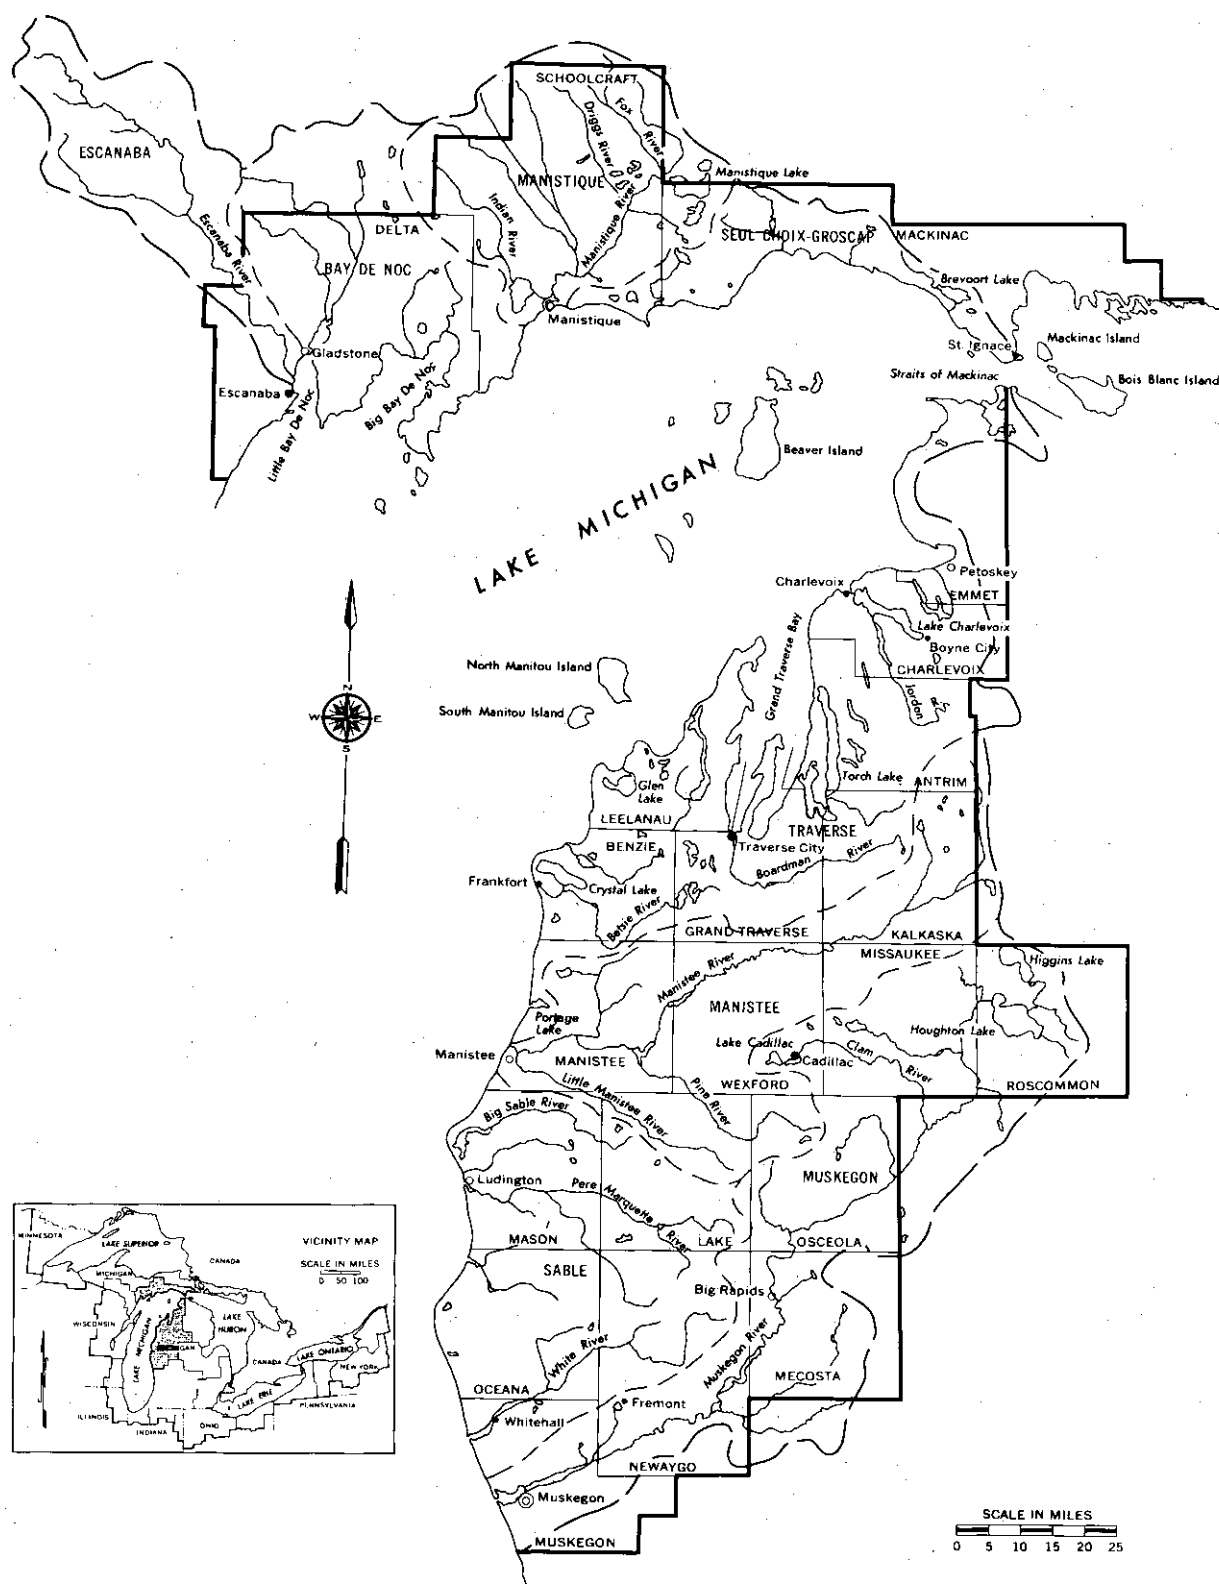 SCHOOLCRAFT
Fox
River
Driggs River
ESCANABA
MANISTIQUE
Manistique Lake
Indian River
Manistique River
Escanaba River
DELTA
SEUL CHOIX-GROSCAP
MACKINAC
BAY DE NOC
Brevoort Lake
Manistique
Gladstone
St. Ignace
Mackinac Island
Straits of Mackinac
Bois Blanc Island
Escanaba
Little Bay De Noc
Big Bay De Noc
Beaver Island
LAKE MICHIGAN
Petoskey
Charlevoix
EMMET
Lake Charlevoix
Boyne City
CHARLEVOIX
Grand Traverse Bay
Jordon
North Manitou Island
South Manitou Island
N
W
E
S
Glen
Lake
Torch Lake
ANTRIM
LEELANAU
TRAVERSE
BENZIE
Traverse City
Boardman River
Frankfort
Crystal Lake
Betsie River
GRAND TRAVERSE
KALKASKA
MISSAUKEE
Higgins Lake
Manistee River
MANISTEE
Portage
Lake
Houghton Lake
Lake Cadillac
Cadillac
Clam
River
Manistee
MANISTEE
WEXFORD
ROSCOMMON
Little Manistee River
Pine River
Big Sable River
MUSKEGON
Ludington
Pere Marquette
River
MASON
LAKE
OSCEOLA
SABLE
Big Rapids
White River
Muskegon River
MECOSTA
OCEANA
Fremont
Whitehall
NEWAYGO
Muskegon
MUSKEGON
SCALE IN MILES
0 5 10 15 20 25
VICINITY MAP
SCALE IN MILES
0 50 100
MINNESOTA
LAKE SUPERIOR
CANADA
MICHIGAN
WISCONSIN
LAKE MICHIGAN
LAKE
HURON
CANADA
LAKE ONTARIO
NEW YORK
LAKE ERIE
PENNSYLVANIA
ILLINOIS
INDIANA
OHIO